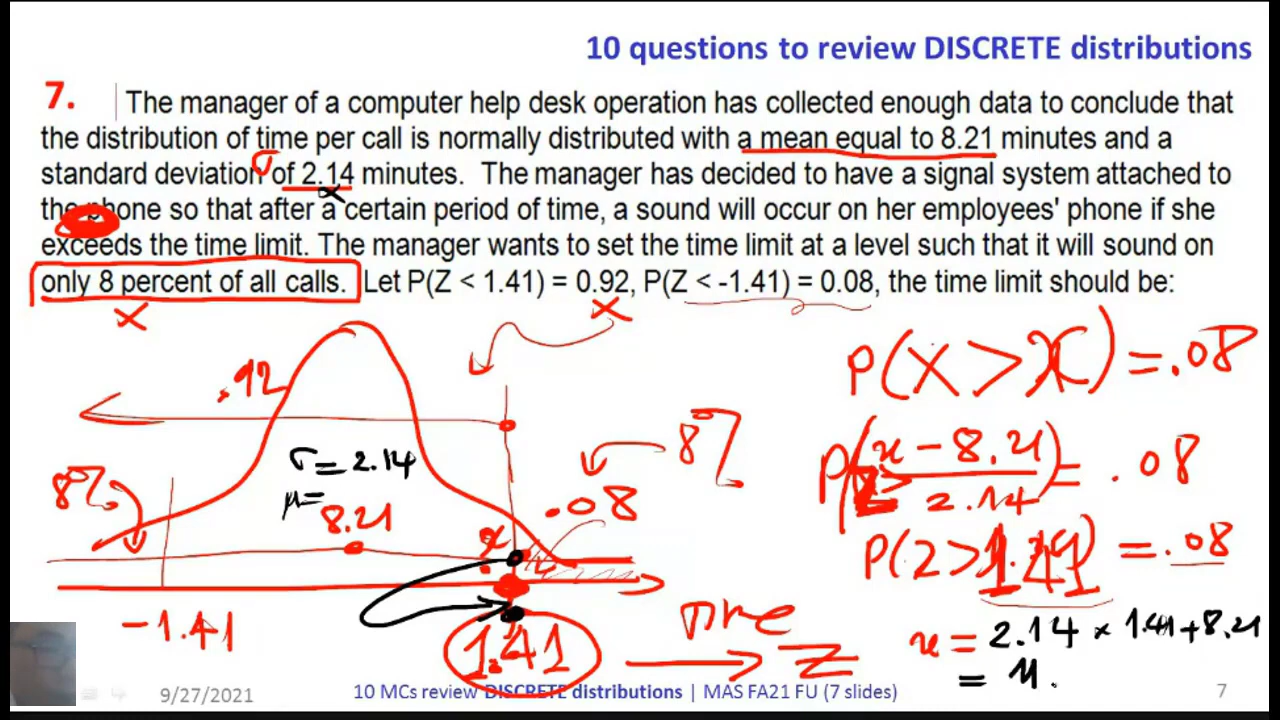 10 questions to review DISCRETE distributions
7. The manager of a computer help desk operation has collected enough data to conclude that
the distribution of time per call is normally distributed with a mean equal to 8.21 minutes and a
standard deviation of 2.14 minutes. The manager has decided to have a signal system attached to
the phone so that after a certain period of time, a sound will occur on her employees' phone if she
exceeds the time limit. The manager wants to set the time limit at a level such that it will sound on
only 8 percent of all calls. Let P(Z < 1.41) = 0.92, P(Z < -1.41) = 0.08, the time limit should be:
σ
x
x
P(X > x) = .08
8%
σ = 2.14
μ =
8.21
8%
.08
x
x - 8.21
2.14
= .08
P(Z > 1.41) = .08
-1.41
1.41
Z
x = 2.14 x 1.41 + 8.21
= 11.
9/27/2021
10 MCs review DISCRETE distributions | MAS FA21 FU (7 slides)
7